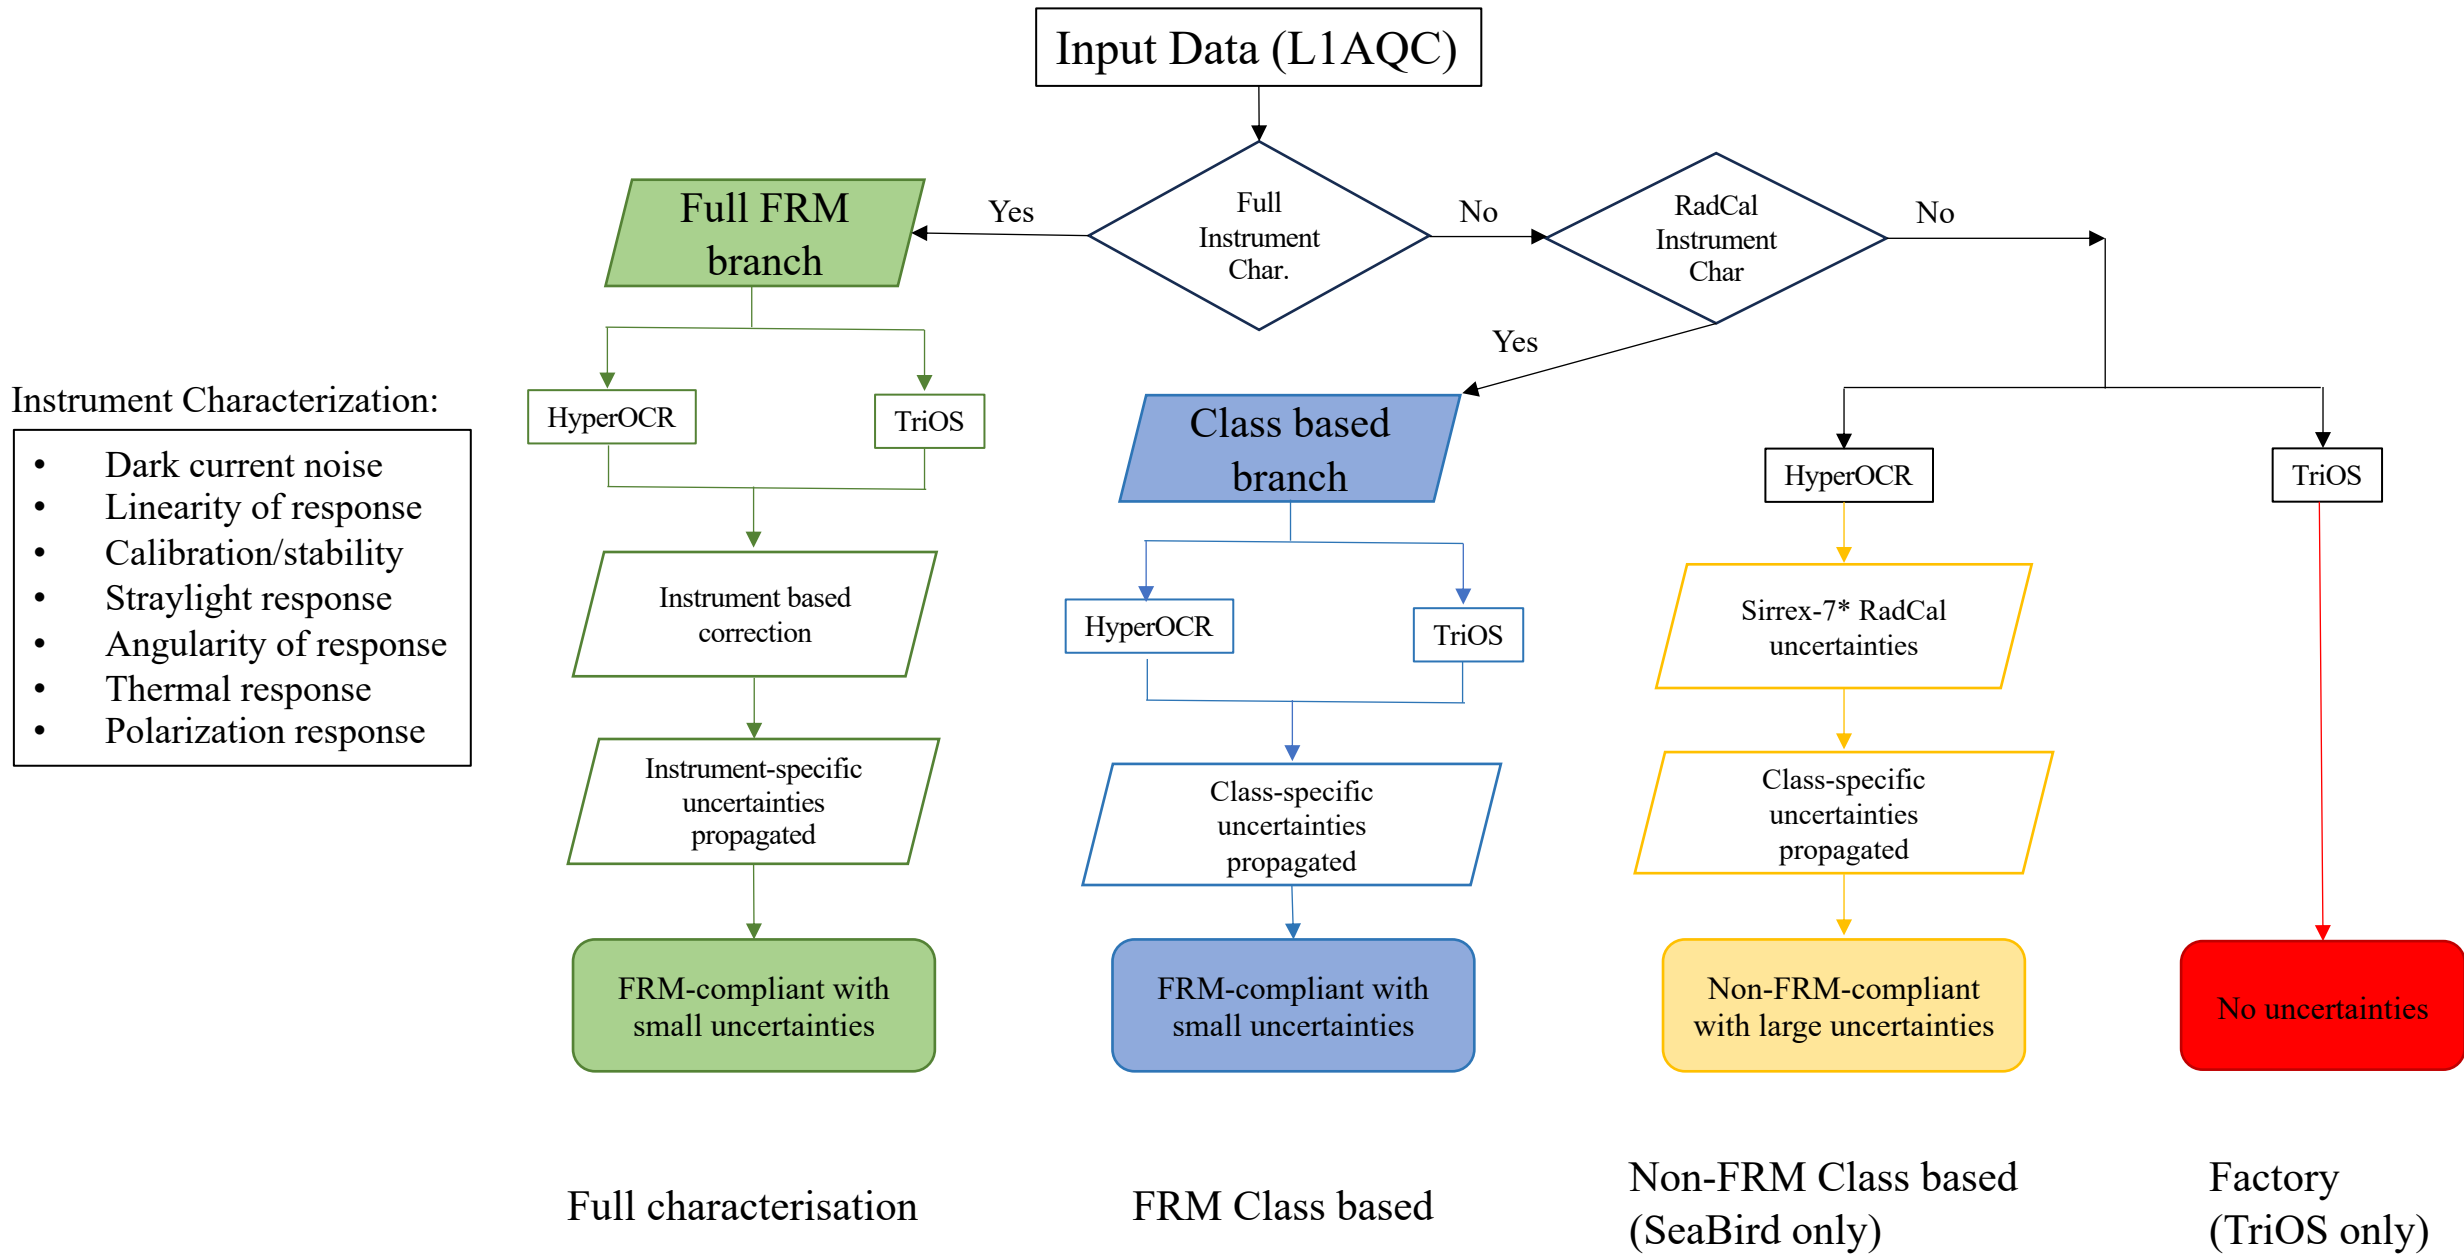 Input Data (L1AQC)
Full
Instrument
Char.
Yes
No
RadCal
Instrument
Char
No
Yes
Full FRM
branch
HyperOCR
TriOS
Instrument based
correction
Instrument-specific
uncertainties
propagated
FRM-compliant with
small uncertainties
Full characterisation
Instrument Characterization:
• Dark current noise
• Linearity of response
• Calibration/stability
• Straylight response
• Angularity of response
• Thermal response
• Polarization response
Class based
branch
HyperOCR
TriOS
Class-specific
uncertainties
propagated
FRM-compliant with
small uncertainties
FRM Class based
HyperOCR
Sirrex-7* RadCal
uncertainties
Class-specific
uncertainties
propagated
Non-FRM-compliant
with large uncertainties
Non-FRM Class based
(SeaBird only)
TriOS
No uncertainties
Factory
(TriOS only)